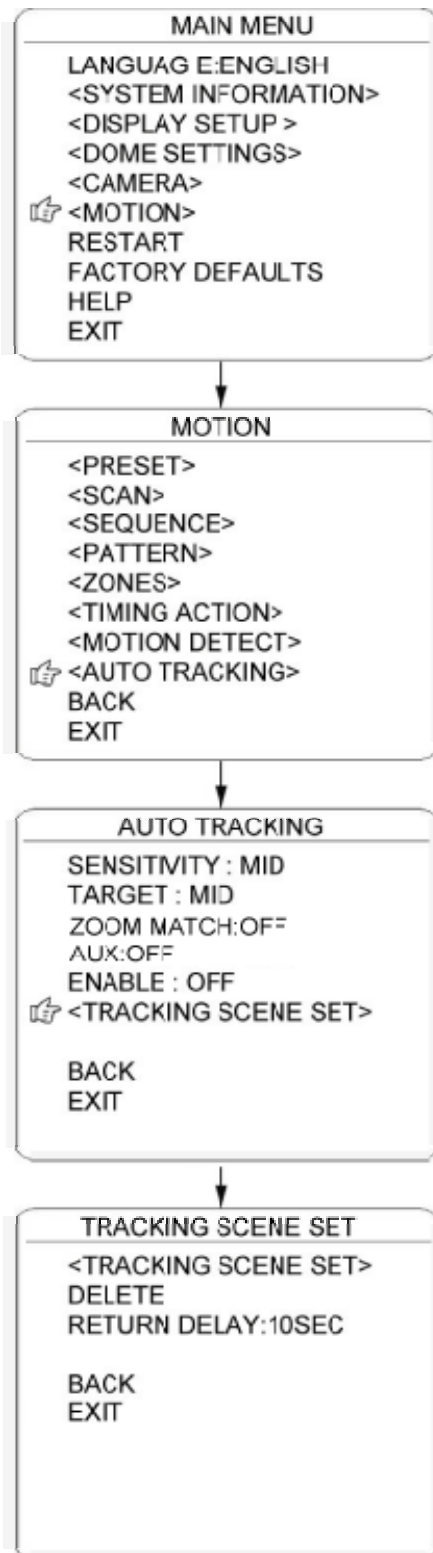 MAIN MENU
LANGUAG E:ENGLISH
<SYSTEM INFORMATION>
<DISPLAY SETUP >
<DOME SETTINGS>
<CAMERA>
<MOTION>
RESTART
FACTORY DEFAULTS
HELP
EXIT
MOTION
<PRESET>
<SCAN>
<SEQUENCE>
<PATTERN>
<ZONES>
<TIMING ACTION>
<MOTION DETECT>
<AUTO TRACKING>
BACK
EXIT
AUTO TRACKING
SENSITIVITY : MID
TARGET : MID
ZOOM MATCH:OFF
AUX:OFF
ENABLE : OFF
<TRACKING SCENE SET>
BACK
EXIT
TRACKING SCENE SET
<TRACKING SCENE SET>
DELETE
RETURN DELAY:10SEC
BACK
EXIT